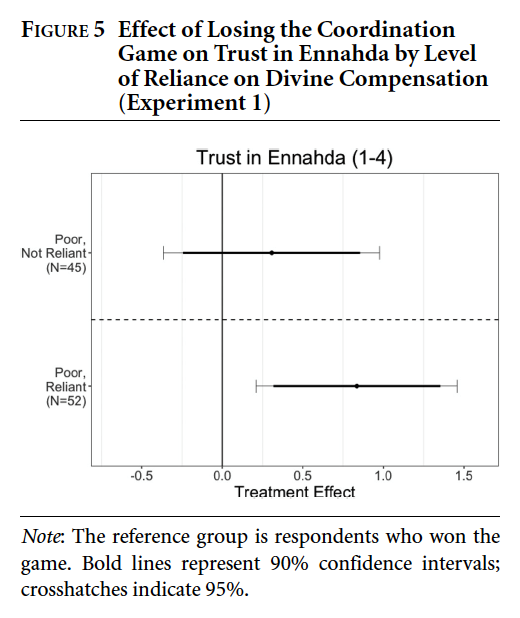 FIGURE 5 Effect of Losing the Coordination
Game on Trust in Ennahda by Level
of Reliance on Divine Compensation
(Experiment 1)
Trust in Ennahda (1-4)
Poor,
Not Reliant
(N=45)
Poor,
Reliant
(N=52)
-0.5 0.0 0.5 1.0 1.5
Treatment Effect
Note: The reference group is respondents who won the
game. Bold lines represent 90% confidence intervals;
crosshatches indicate 95%.